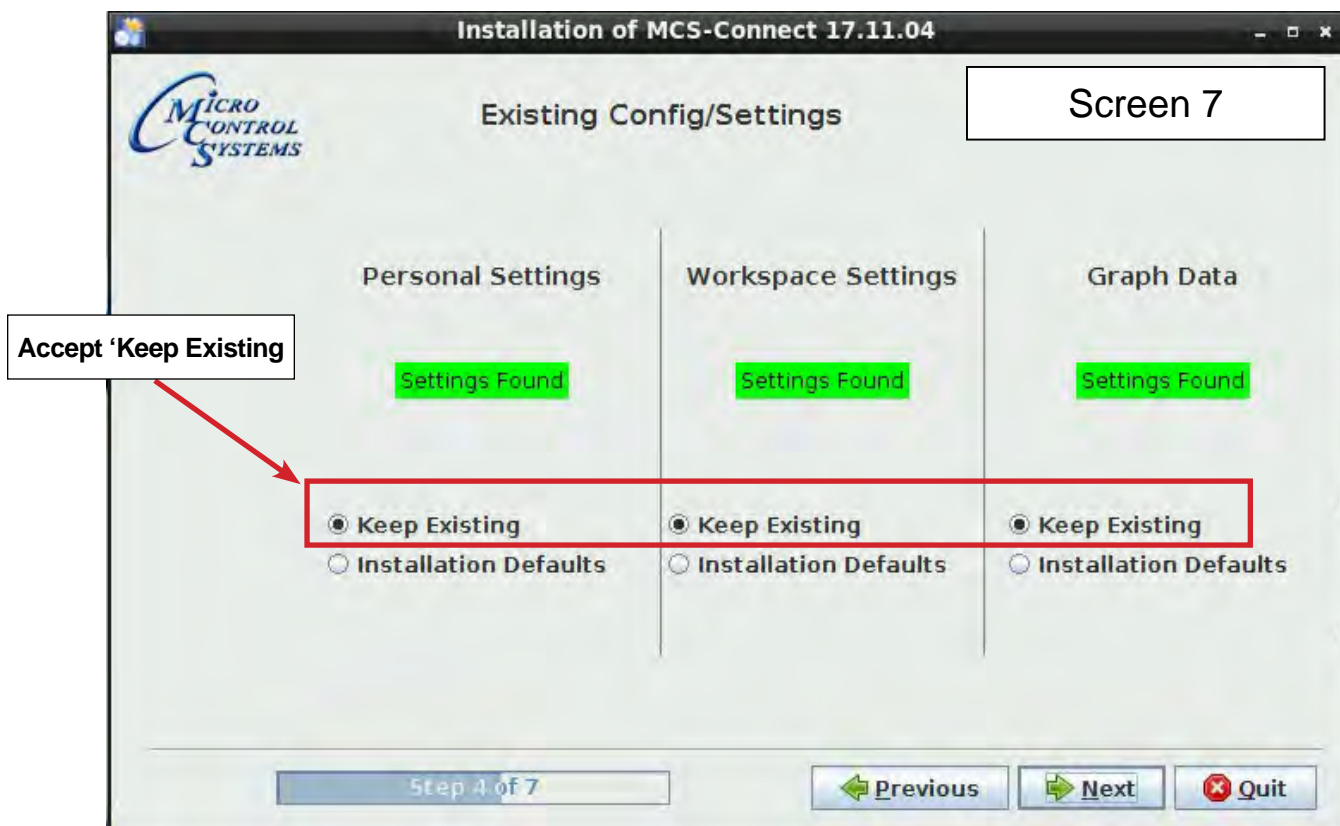 Installation of MCS-Connect 17.11.04
MICRO
CONTROL
SYSTEMS
Existing Config/Settings
Screen 7
Personal Settings
Workspace Settings
Graph Data
Accept ‘Keep Existing
Settings Found
Settings Found
Settings Found
Keep Existing
Keep Existing
Keep Existing
Installation Defaults
Installation Defaults
Installation Defaults
Step 4 of 7
Previous
Next
Quit